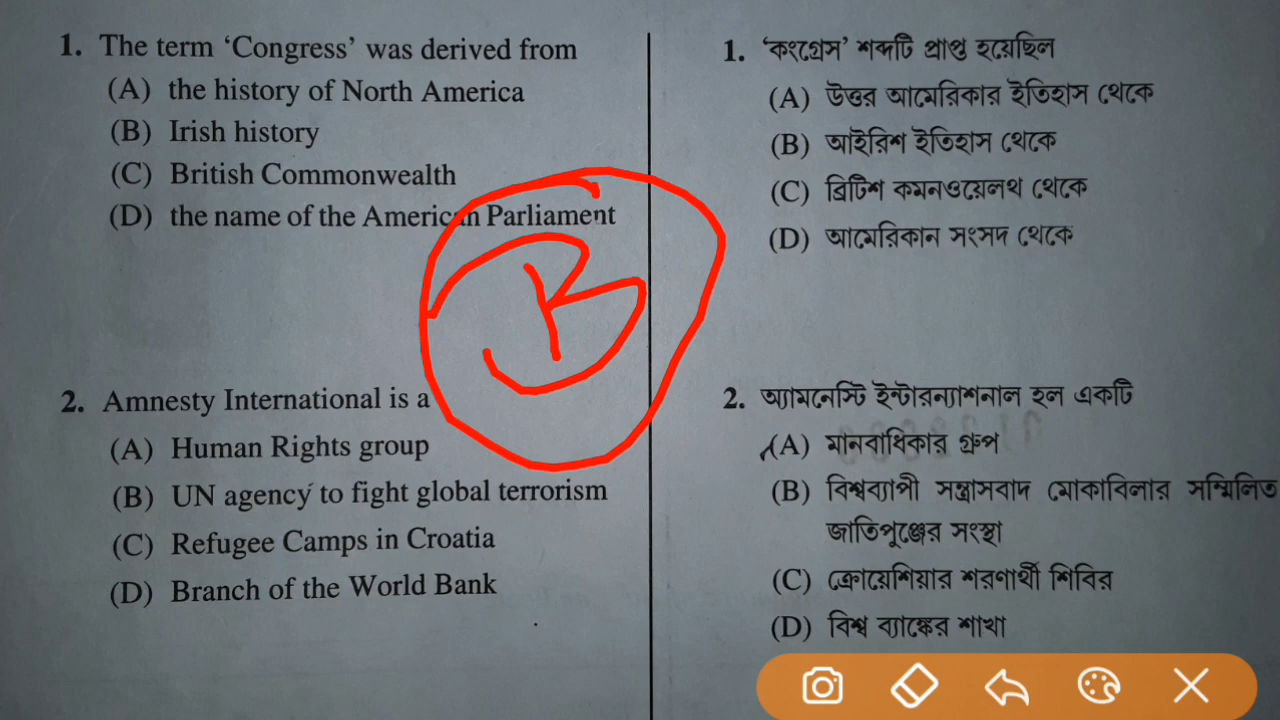 1. The term ‘Congress’ was derived from
(A) the history of North America
(B) Irish history
(C) British Commonwealth
(D) the name of the American Parliament
B
2. Amnesty International is a
(A) Human Rights group
(B) UN agency to fight global terrorism
(C) Refugee Camps in Croatia
(D) Branch of the World Bank
1. ‘কংগ্রেস’ শব্দটি প্রাপ্ত হয়েছিল
(A) উত্তর আমেরিকার ইতিহাস থেকে
(B) আইরিশ ইতিহাস থেকে
(C) ব্রিটিশ কমনওয়েলথ থেকে
(D) আমেরিকান সংসদ থেকে
2. অ্যামনেস্টি ইন্টারন্যাশনাল হল একটি
(A) মানবাধিকার গ্রুপ
(B) বিশ্বব্যাপী সন্ত্রাসবাদ মোকাবিলার সম্মিলিত
জাতিপুঞ্জের সংস্থা
(C) ক্রোয়েশিয়ার শরণার্থী শিবির
(D) বিশ্ব ব্যাঙ্কের শাখা